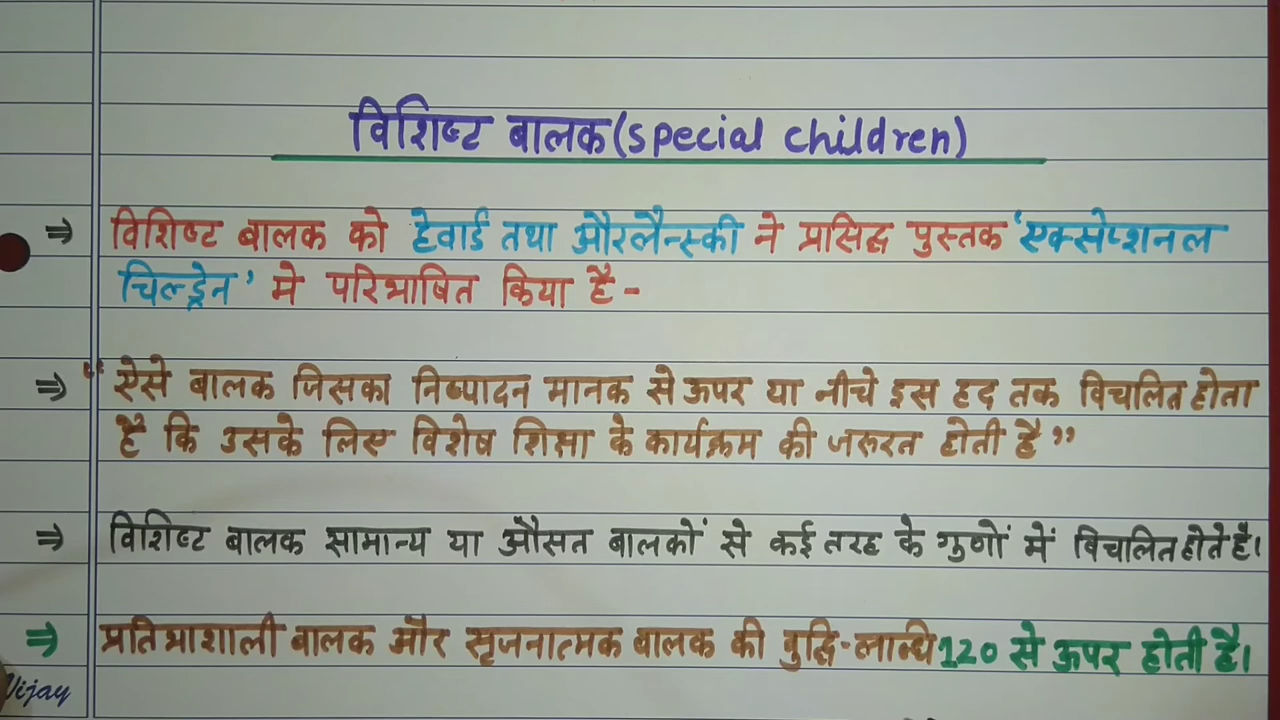 विशिष्ट बालक (special children)
⇒ विशिष्ट बालक को हेवार्ड तथा औरलैन्स्की ने प्रसिद्ध पुस्तक 'एक्सेप्शनल
चिल्ड्रेन' मे परिभाषित किया है -
⇒ “ ऐसे बालक जिसका निष्पादन मानक से ऊपर या नीचे इस हद तक विचलित होता
है कि उसके लिए विशेष शिक्षा के कार्यक्रम की जरुरत होती है ”
⇒ विशिष्ट बालक सामान्य या औसत बालकों से कई तरह के गुणों में विचलित होते है।
⇒ प्रतिभाशाली बालक और सृजनात्मक बालक की बुद्धि-लाब्धि 120 से ऊपर होती है।
Vijay